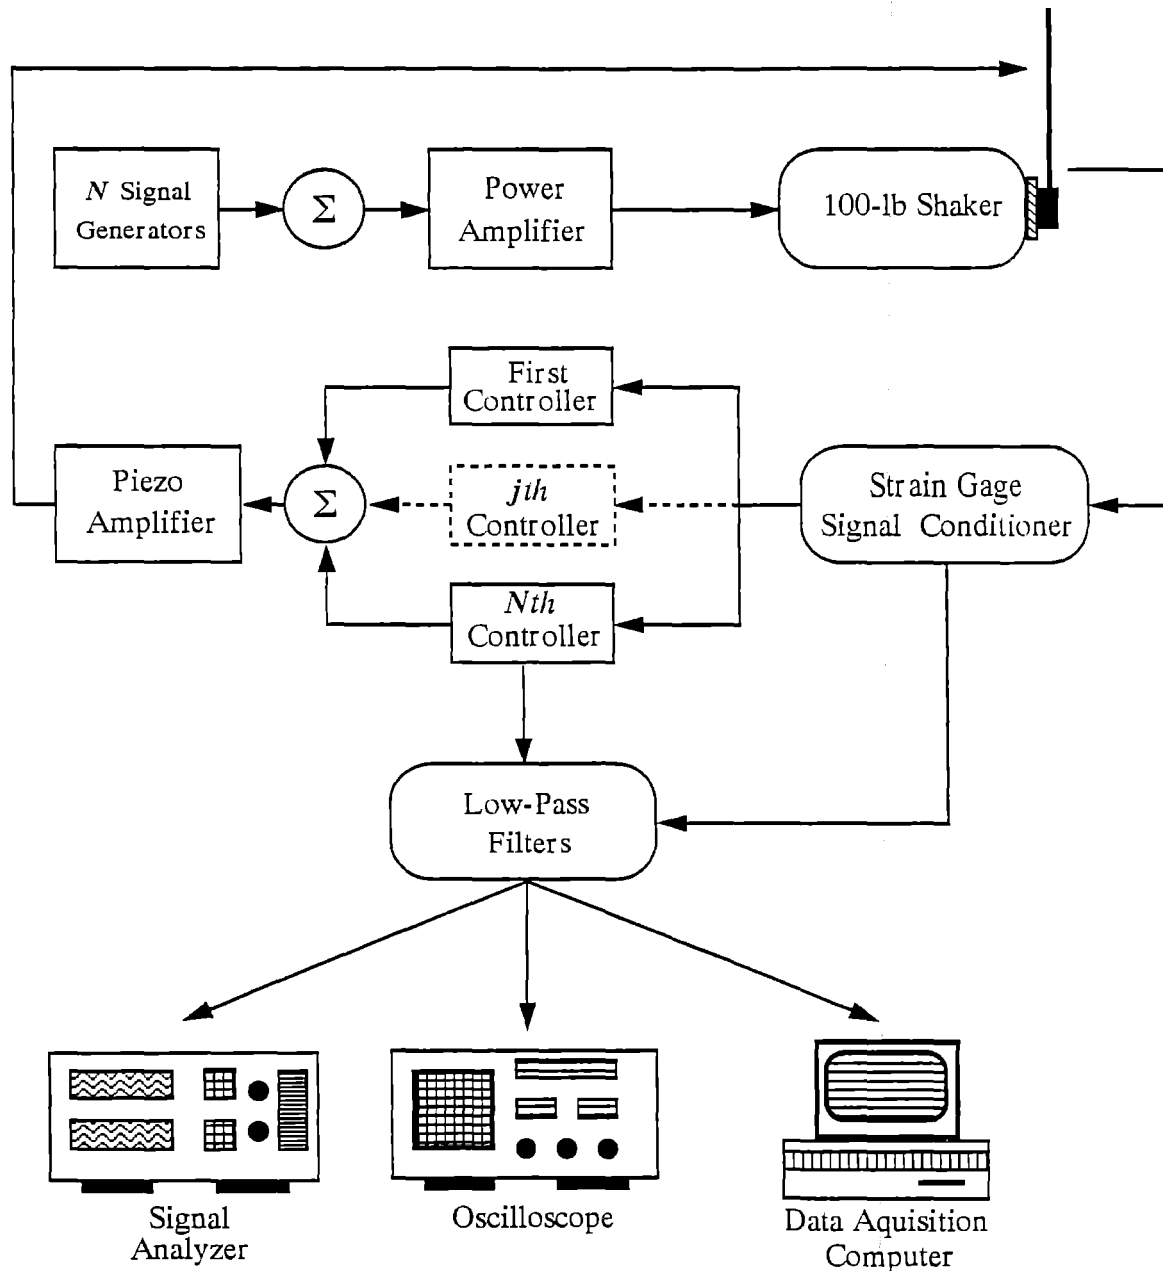 N Signal
Generators
Σ
Power
Amplifier
100-lb Shaker
First
Controller
Piezo
Amplifier
Σ
jth
Controller
Strain Gage
Signal Conditioner
Nth
Controller
Low-Pass
Filters
Signal
Analyzer
Oscilloscope
Data Aquisition
Computer